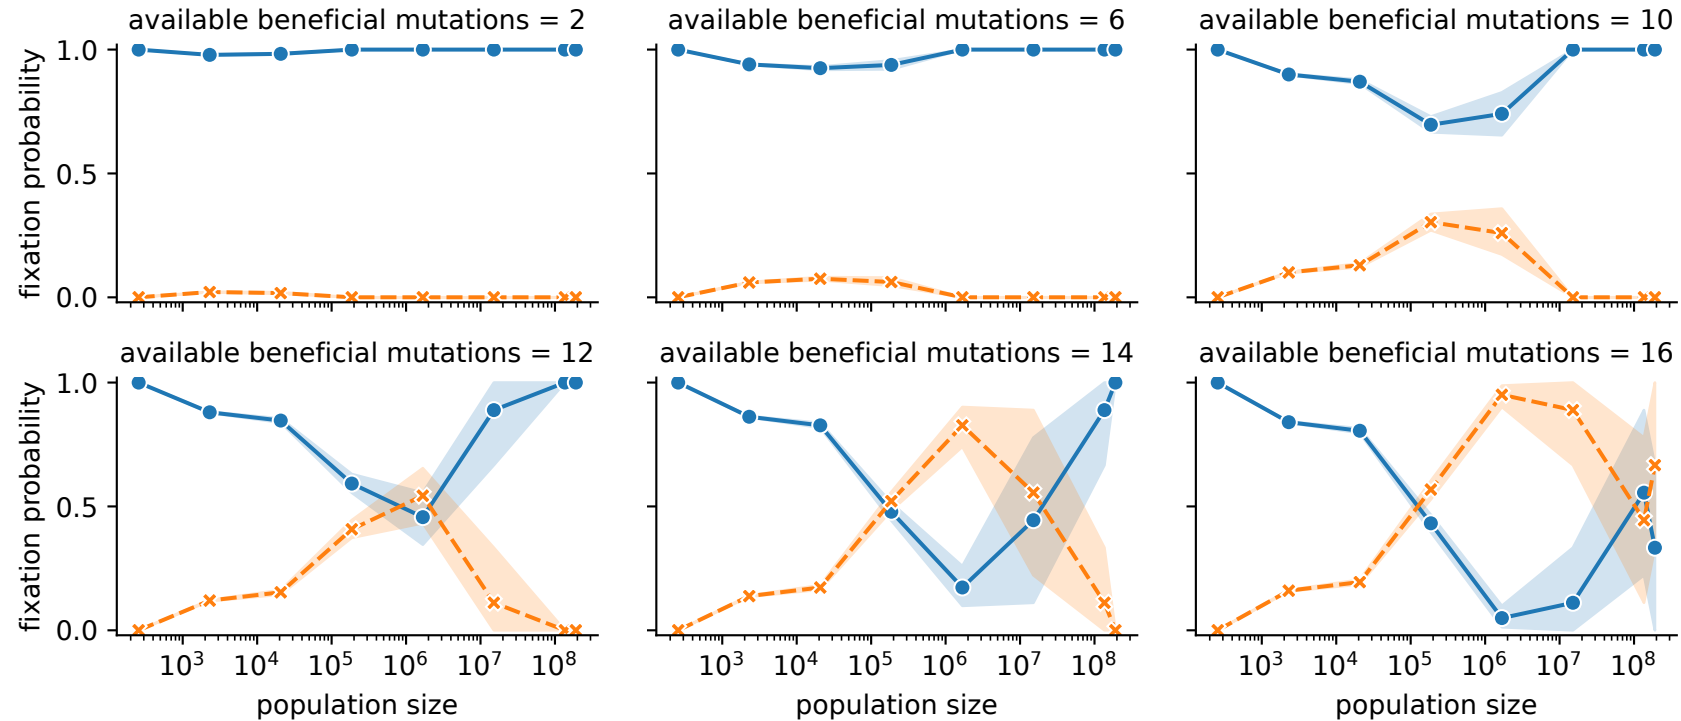 available beneficial mutations = 2
available beneficial mutations = 6
available beneficial mutations = 10
fixation probability
1.0
0.5
0.0
available beneficial mutations = 12
available beneficial mutations = 14
available beneficial mutations = 16
fixation probability
1.0
0.5
0.0
10³ 10⁴ 10⁵ 10⁶ 10⁷ 10⁸
10³ 10⁴ 10⁵ 10⁶ 10⁷ 10⁸
10³ 10⁴ 10⁵ 10⁶ 10⁷ 10⁸
population size
population size
population size